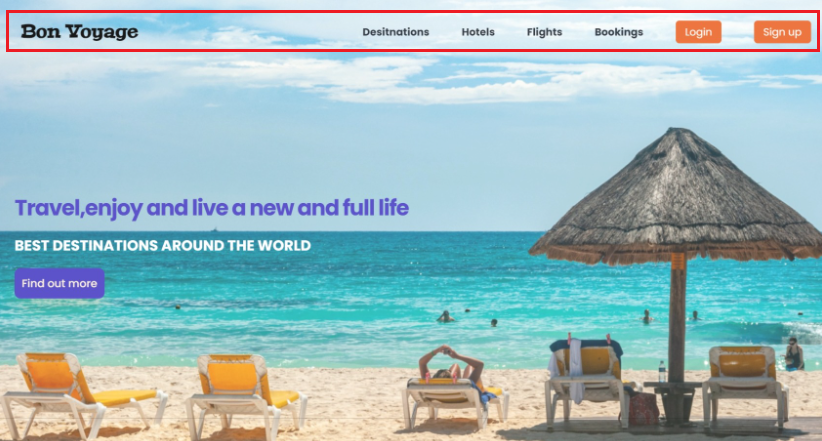 Bon Voyage Desitnations Hotels Flights Bookings Login Sign up
Travel,enjoy and live a new and full life
BEST DESTINATIONS AROUND THE WORLD
Find out more